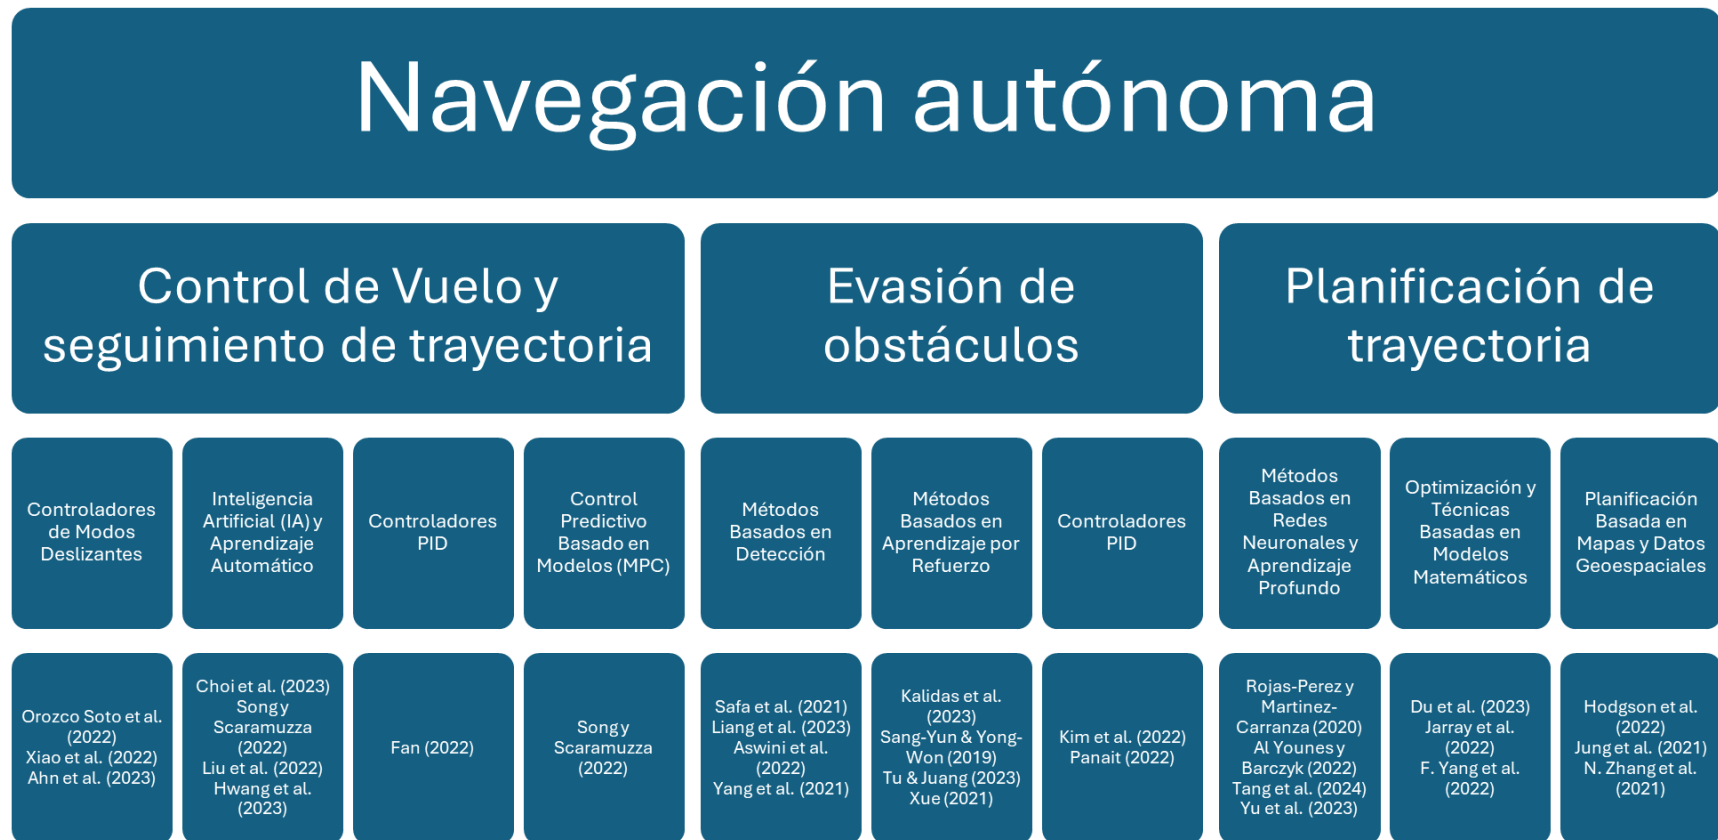 Navegación autónoma
Control de Vuelo y
seguimiento de trayectoria
Evasión de
obstáculos
Planificación de
trayectoria
Controladores
de Modos
Deslizantes
Inteligencia
Artificial (IA) y
Aprendizaje
Automático
Controladores
PID
Control
Predictivo
Basado en
Modelos (MPC)
Métodos
Basados en
Detección
Métodos
Basados en
Aprendizaje por
Refuerzo
Controladores
PID
Métodos
Basados en
Redes
Neuronales y
Aprendizaje
Profundo
Optimización y
Técnicas
Basadas en
Modelos
Matemáticos
Planificación
Basada en
Mapas y Datos
Geoespaciales
Orozco Soto et al.
(2022)
Xiao et al. (2022)
Ahn et al. (2023)
Choi et al. (2023)
Song y
Scaramuzza
(2022)
Liu et al. (2022)
Hwang et al.
(2023)
Fan (2022)
Song y
Scaramuzza
(2022)
Safa et al. (2021)
Liang et al. (2023)
Aswini et al.
(2022)
Yang et al. (2021)
Kalidas et al.
(2023)
Sang-Yun & Yong-
Won (2019)
Tu & Juang (2023)
Xue (2021)
Kim et al. (2022)
Panait (2022)
Rojas-Perez y
Martinez-
Carranza (2020)
Al Younes y
Barczyk (2022)
Tang et al. (2024)
Yu et al. (2023)
Du et al. (2023)
Jarray et al.
(2022)
F. Yang et al.
(2022)
Hodgson et al.
(2022)
Jung et al. (2021)
N. Zhang et al.
(2021)